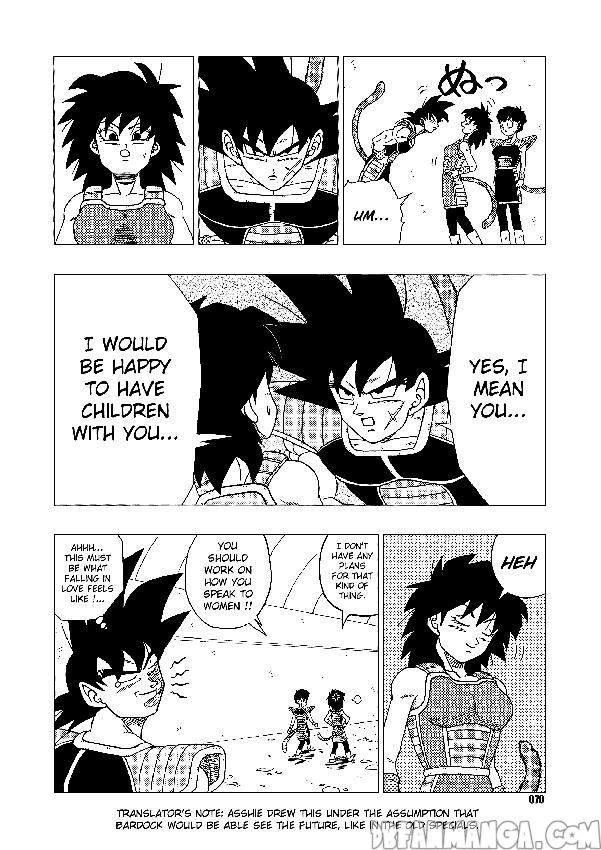 ぬっ
UM...
YES, I
MEAN
YOU...
I WOULD
BE HAPPY
TO HAVE
CHILDREN
WITH YOU...
HEH
I DON'T
HAVE ANY
PLANS
FOR THAT
KIND OF
THING.
YOU
SHOULD
WORK ON
HOW YOU
SPEAK TO
WOMEN !!
AHHH...
THIS MUST
BE WHAT
FALLING IN
LOVE FEELS
LIKE !...
070
TRANSLATOR'S NOTE: ASSHIE DREW THIS UNDER THE ASSUMPTION THAT
BARDOCK WOULD BE ABLE SEE THE FUTURE, LIKE IN THE OLD SPECIALS.
DBFANMANGA.COM